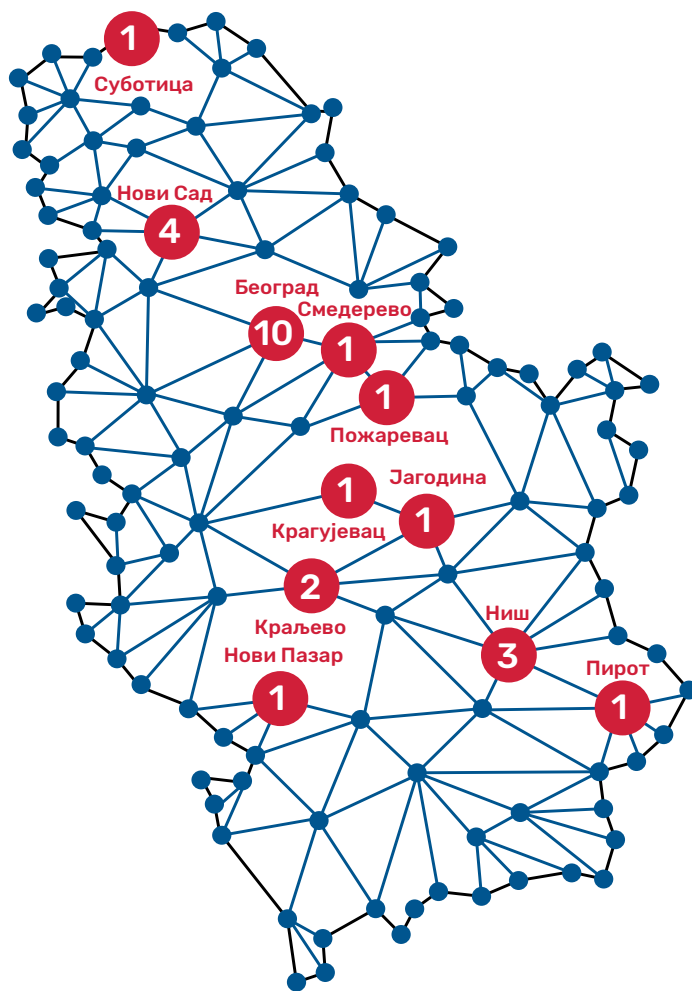 1
Суботица
Нови Сад
4
Београд
10
Смедерево
1
1
Пожаревац
1
Крагујевац
Јагодина
1
2
Краљево
Ниш
3
Нови Пазар
1
Пирот
1